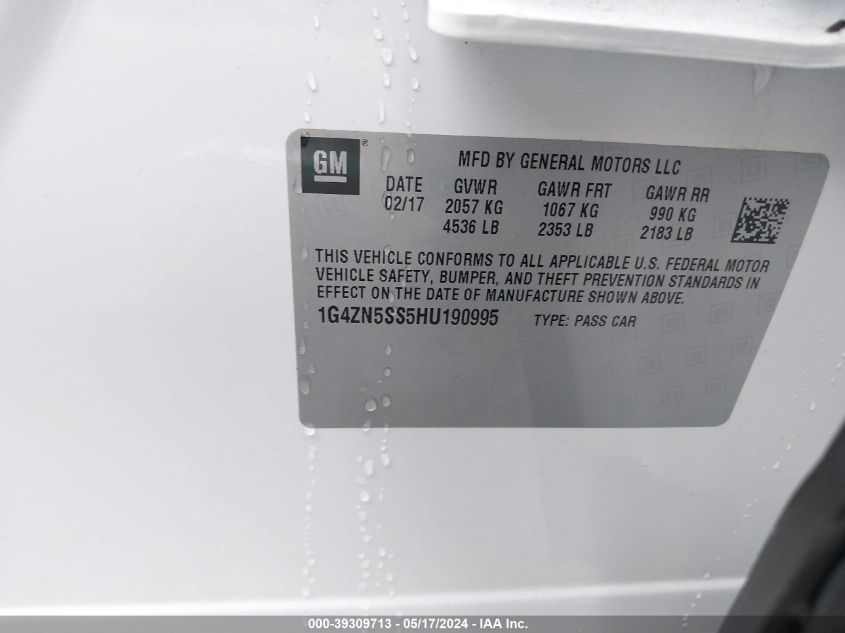 GM
MFD BY GENERAL MOTORS LLC
DATE GVWR GAWR FRT GAWR RR
02/17 2057 KG 1067 KG 990 KG
4536 LB 2353 LB 2183 LB
THIS VEHICLE CONFORMS TO ALL APPLICABLE U.S. FEDERAL MOTOR
VEHICLE SAFETY, BUMPER, AND THEFT PREVENTION STANDARDS IN
EFFECT ON THE DATE OF MANUFACTURE SHOWN ABOVE.
1G4ZN5SS5HU190995 TYPE: PASS CAR
000-39309713 - 05/17/2024 - IAA Inc.